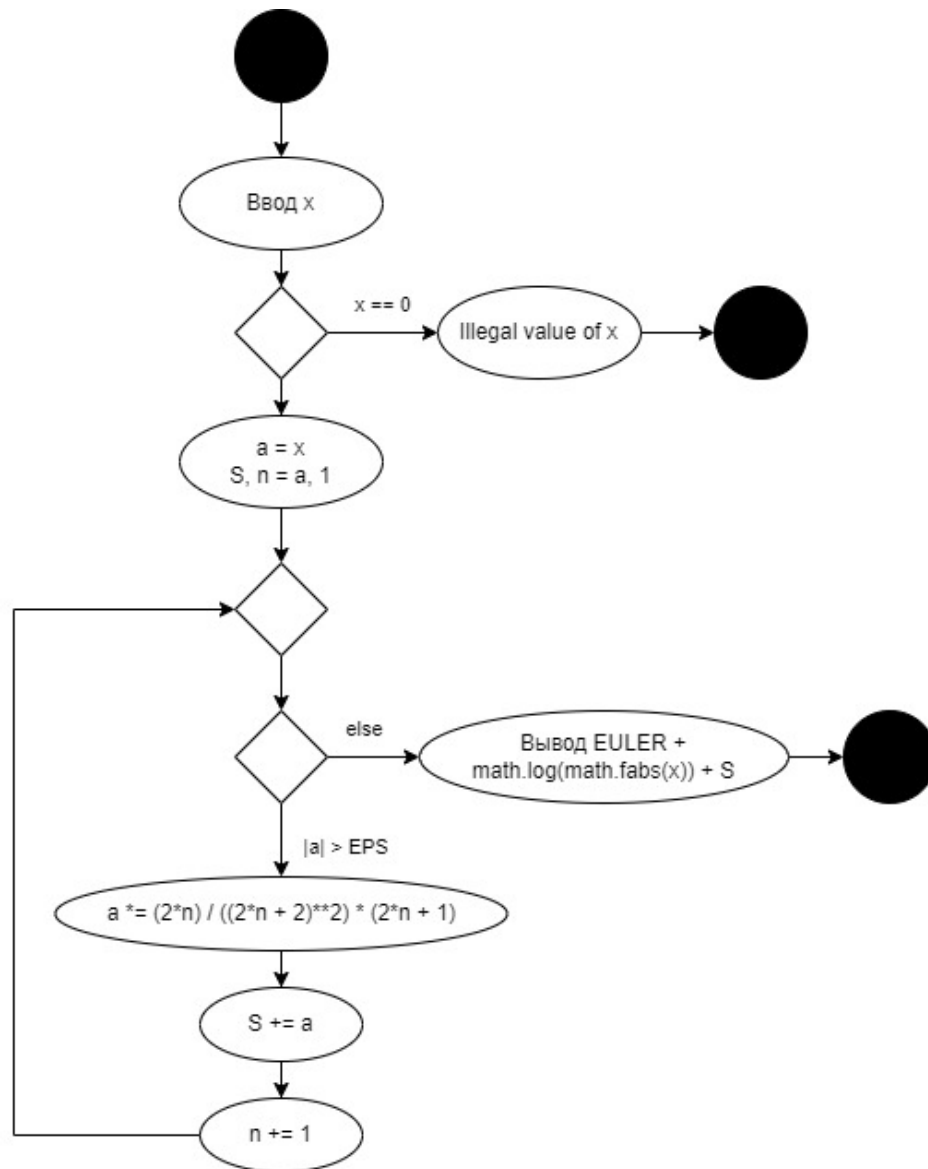 Ввод x
x == 0
Illegal value of x
a = x
S, n = a, 1
else
Вывод EULER +
math.log(math.fabs(x)) + S
|a| > EPS
a *= (2*n) / ((2*n + 2)**2) * (2*n + 1)
S += a
n += 1